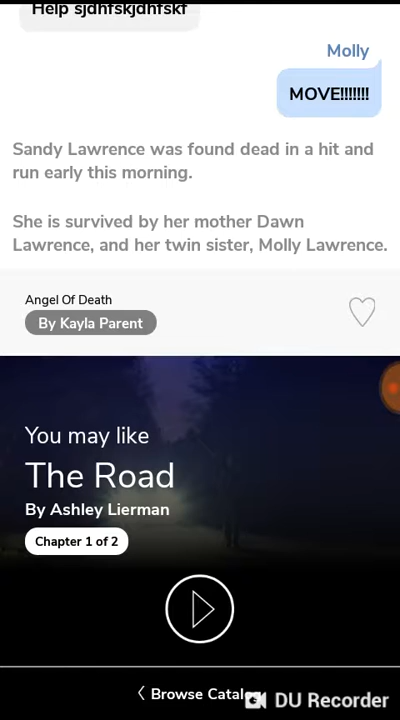 Help sjdhfskjdhfskf
Molly
MOVE!!!!!!!
Sandy Lawrence was found dead in a hit and
run early this morning.
She is survived by her mother Dawn
Lawrence, and her twin sister, Molly Lawrence.
Angel Of Death
By Kayla Parent
You may like
The Road
By Ashley Lierman
Chapter 1 of 2
Browse Catalog
DU Recorder